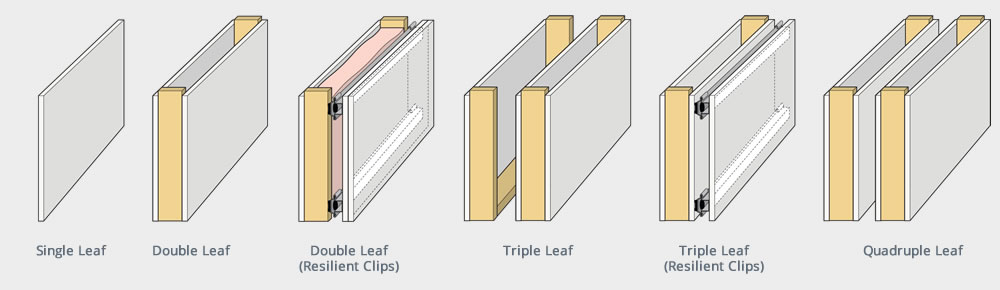 Single Leaf
Double Leaf
Double Leaf
(Resilient Clips)
Triple Leaf
Triple Leaf
(Resilient Clips)
Quadruple Leaf